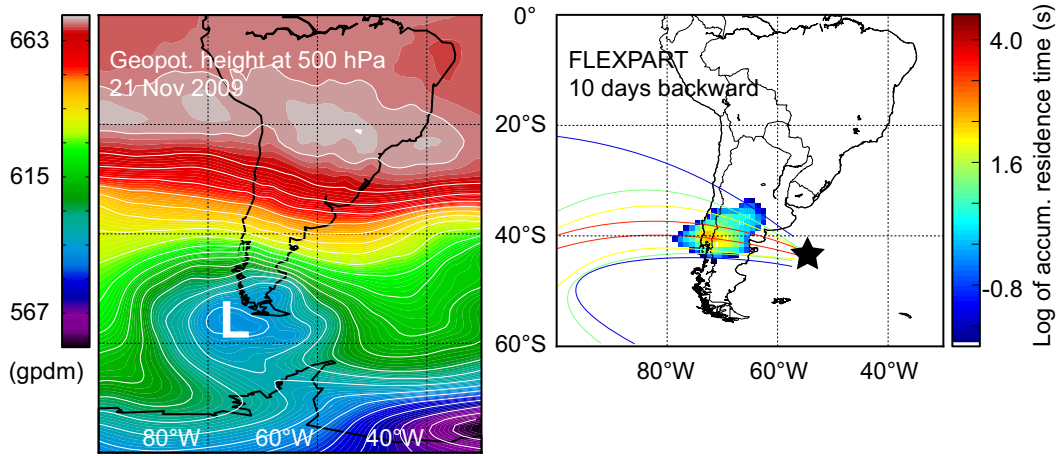 663
615
567
(gpdm)
Geopot. height at 500 hPa
21 Nov 2009
L
80°W 60°W 40°W
0°
20°S
40°S
60°S
FLEXPART
10 days backward
80°W 60°W 40°W
4.0
1.6
-0.8
Log of accum. residence time (s)